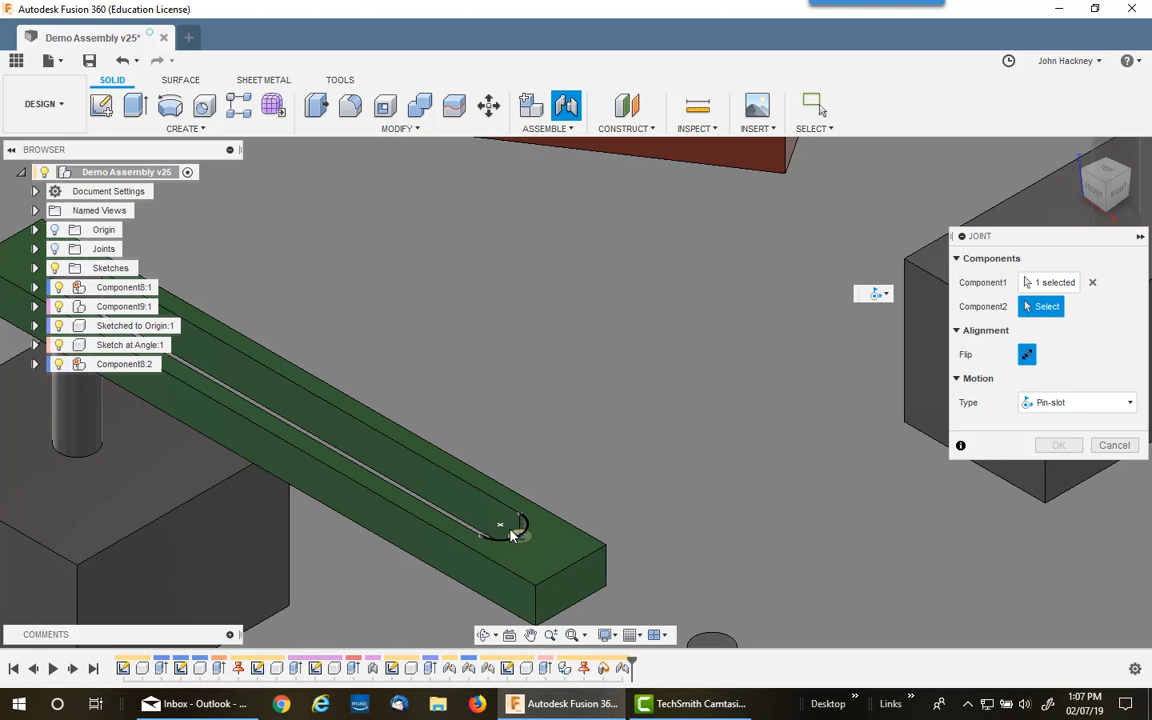 Autodesk Fusion 360 (Education License)
Demo Assembly v25*
John Hackney
SOLID
SURFACE
SHEET METAL
TOOLS
DESIGN
CREATE
MODIFY
ASSEMBLE
CONSTRUCT
INSPECT
INSERT
SELECT
BROWSER
Demo Assembly v25
Document Settings
Named Views
Origin
Joints
Sketches
Component8:1
Component9:1
Sketched to Origin:1
Sketch at Angle:1
Component8:2
TOP
FRONT
RIGHT
JOINT
Components
Component1
1 selected
Component2
Select
Alignment
Flip
Motion
Type
Pin-slot
OK
Cancel
COMMENTS
Inbox - Outlook - ...
Autodesk Fusion 36...
TechSmith Camtasi...
Desktop
Links
1:07 PM
02/07/19